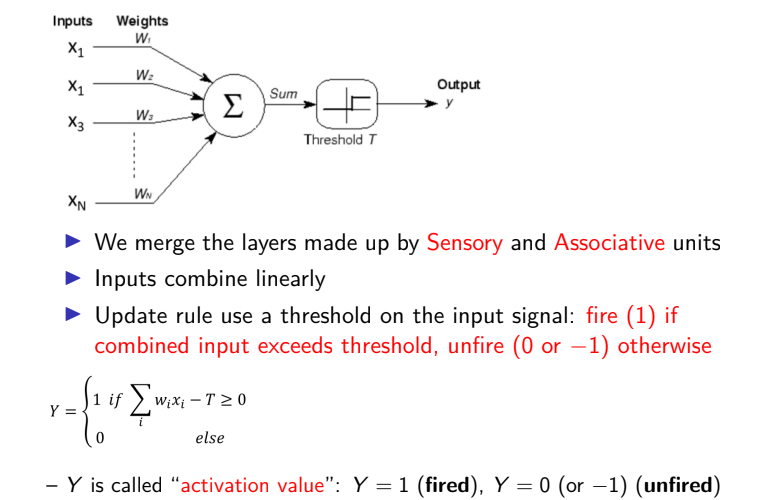 Inputs Weights
X1 W1
X1 W2
X3 W3
XN WN
Σ
Sum
Threshold T
Output
y
▶ We merge the layers made up by Sensory and Associative units
▶ Inputs combine linearly
▶ Update rule use a threshold on the input signal: fire (1) if
combined input exceeds threshold, unfire (0 or −1) otherwise
Y = { 1 if ∑i wixi − T ≥ 0
0 else
– Y is called “activation value”: Y = 1 (fired), Y = 0 (or −1) (unfired)